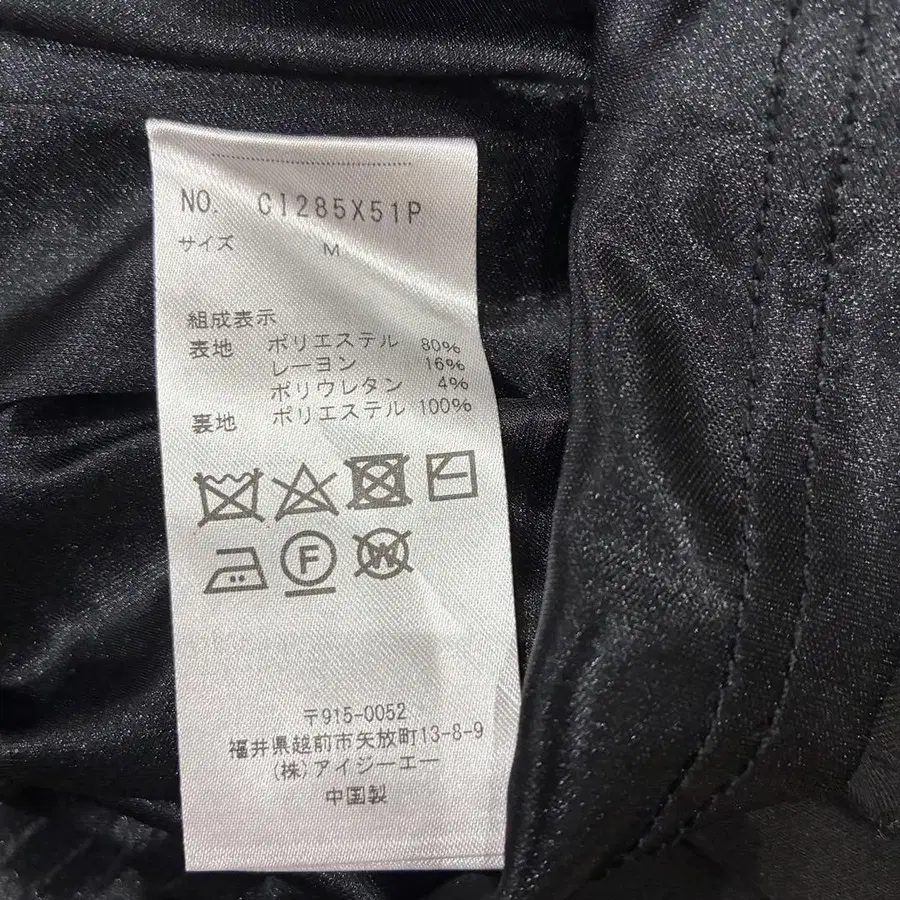 NO. CI285X51P
サイズ M
組成表示
表地 ポリエステル 80%
レーヨン 16%
ポリウレタン 4%
裏地 ポリエステル 100%
F W
〒915-0052
福井県越前市矢放町13-8-9
(株)アイジーエー
中国製